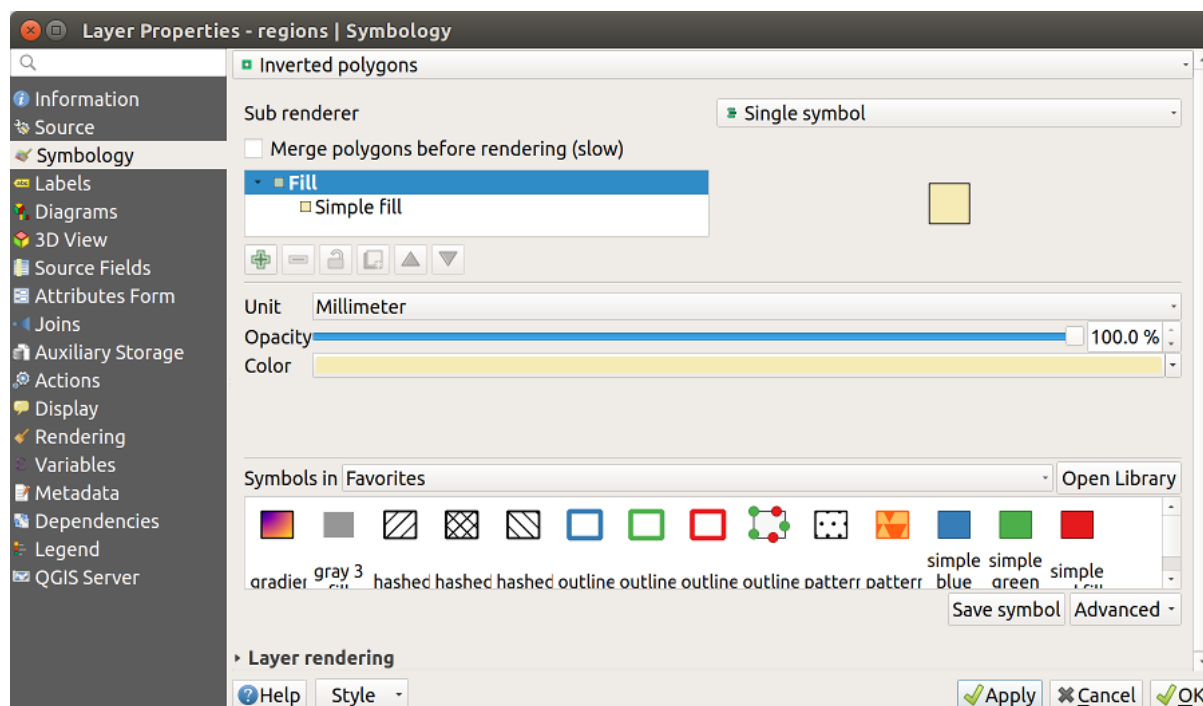 Layer Properties - regions | Symbology
Information
Source
Symbology
Labels
Diagrams
3D View
Source Fields
Attributes Form
Joins
Auxiliary Storage
Actions
Display
Rendering
Variables
Metadata
Dependencies
Legend
QGIS Server
Inverted polygons
Sub renderer Single symbol
Merge polygons before rendering (slow)
Fill
Simple fill
Unit Millimeter
Opacity 100.0 %
Color
Symbols in Favorites Open Library
gradier gray 3 hashed hashed hashed outline outline outline outline pattern pattern simple blue simple green simple
Save symbol Advanced
Layer rendering
Help Style Apply Cancel OK